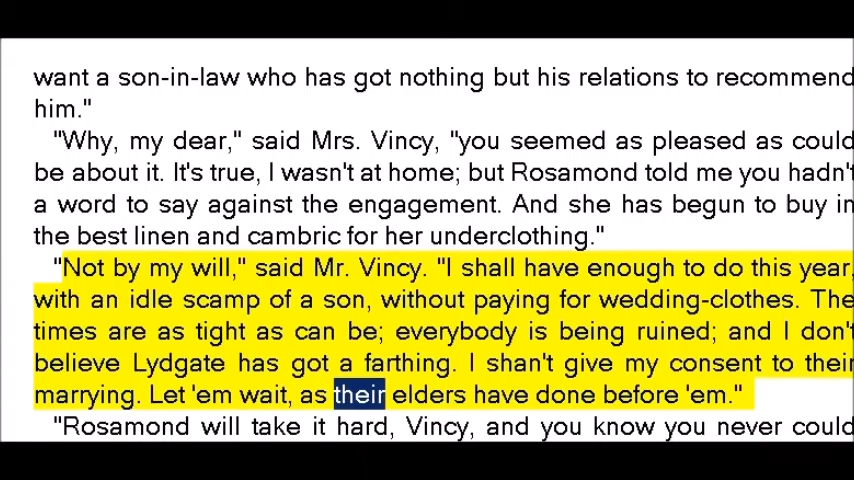 want a son-in-law who has got nothing but his relations to recommend
him."
"Why, my dear," said Mrs. Vincy, "you seemed as pleased as could
be about it. It's true, I wasn't at home; but Rosamond told me you hadn't
a word to say against the engagement. And she has begun to buy in
the best linen and cambric for her underclothing."
"Not by my will," said Mr. Vincy. "I shall have enough to do this year,
with an idle scamp of a son, without paying for wedding-clothes. The
times are as tight as can be; everybody is being ruined; and I don't
believe Lydgate has got a farthing. I shan't give my consent to their
marrying. Let 'em wait, as their elders have done before 'em."
"Rosamond will take it hard, Vincy, and you know you never could